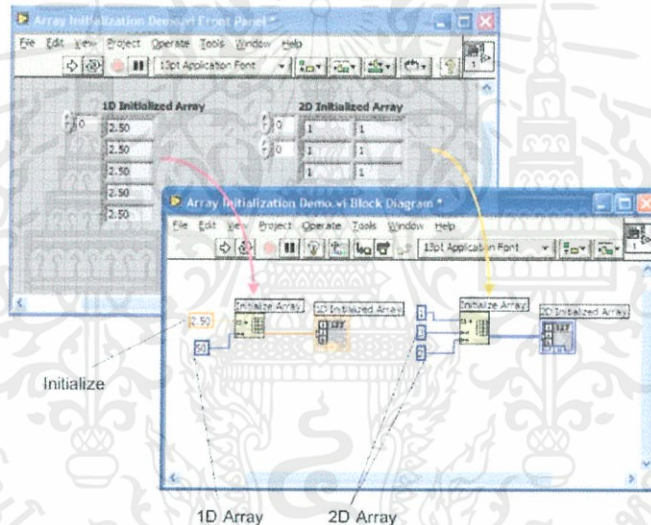 Array Initialization Demo.vi Front Panel *
File Edit View Project Operate Tools Window Help
13pt Application Font
1
1D Initialized Array
2D Initialized Array
0
2.50
2.50
2.50
2.50
2.50
0
0
1 1
1 1
1 1
Array Initialization Demo.vi Block Diagram *
File Edit View Project Operate Tools Window Help
13pt Application Font
1
Initialize Array
1D Initialized Array
Initialize Array
2D Initialized Array
2.50
Initialize
1D Array
2D Array